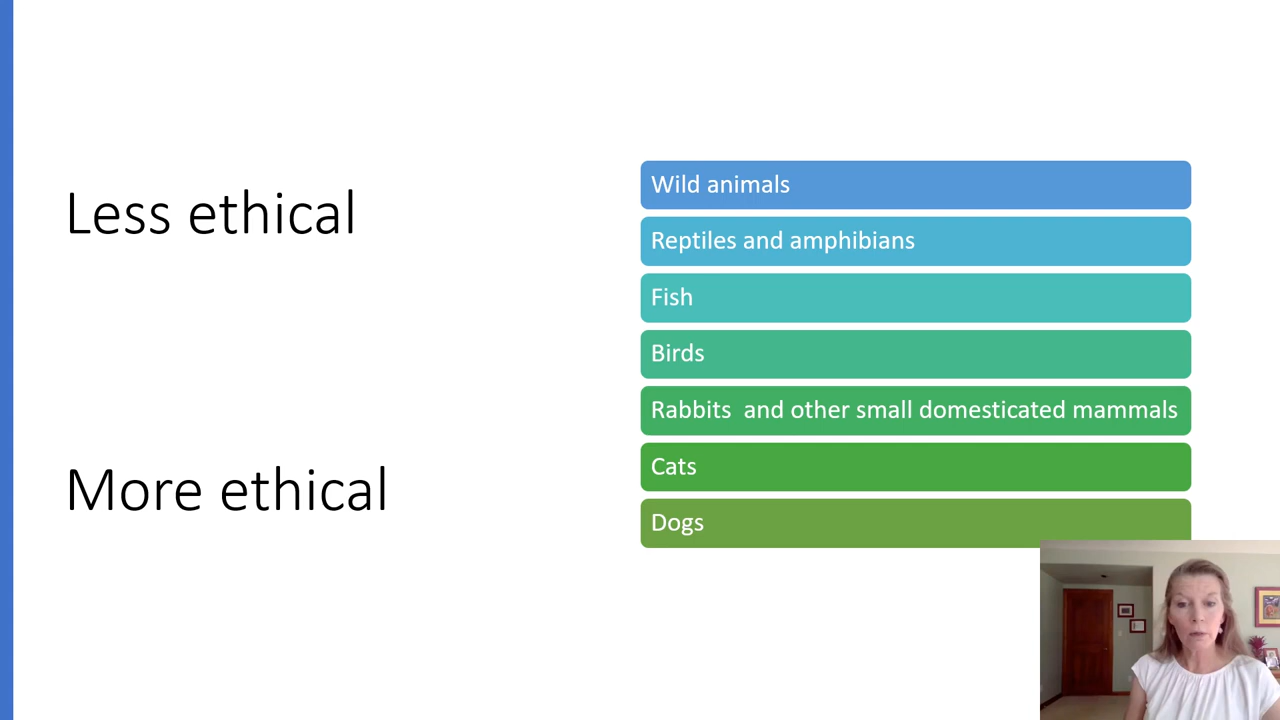 Less ethical
More ethical
Wild animals
Reptiles and amphibians
Fish
Birds
Rabbits  and other small domesticated mammals
Cats
Dogs